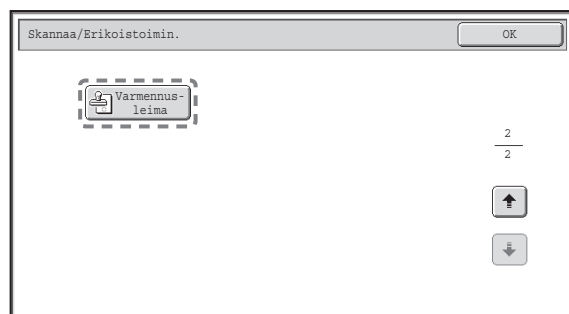 Skannaa/Erikoistoimin.
OK
Varmennus-
leima
2
2